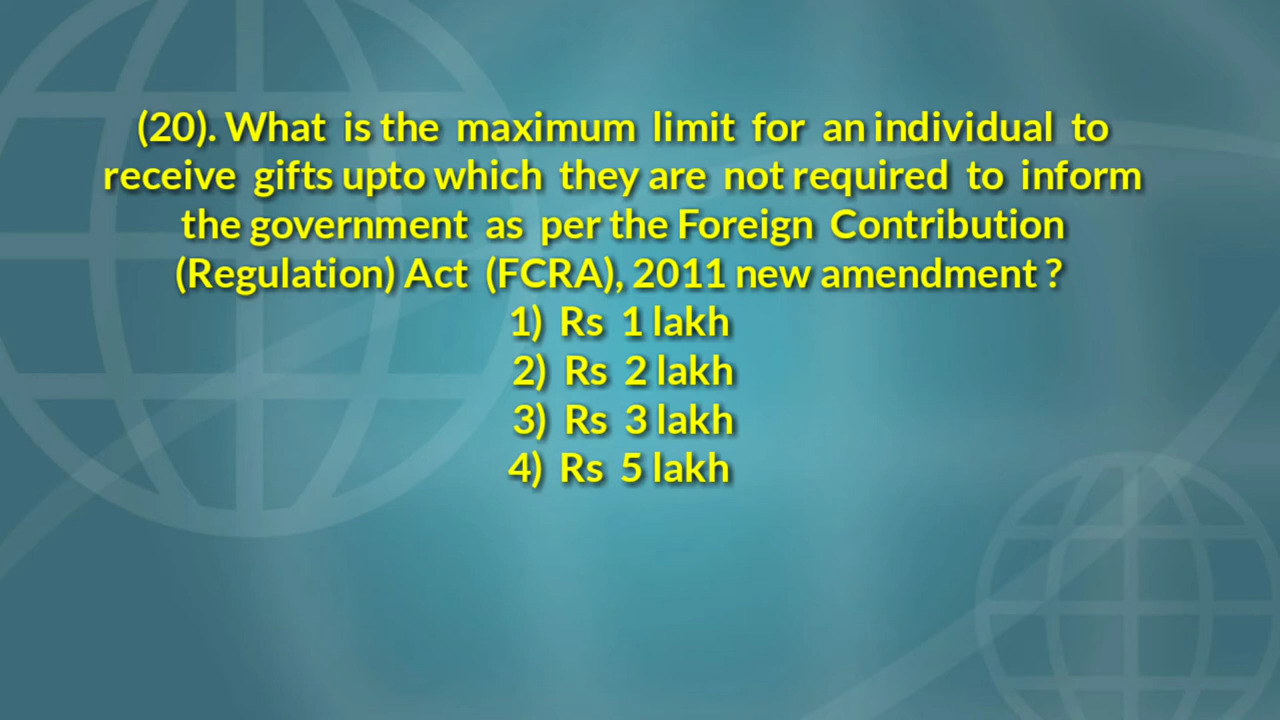 (20). What is the maximum limit for an individual to
receive gifts upto which they are not required to inform
the government as per the Foreign Contribution
(Regulation) Act (FCRA), 2011 new amendment ?
1) Rs 1 lakh
2) Rs 2 lakh
3) Rs 3 lakh
4) Rs 5 lakh